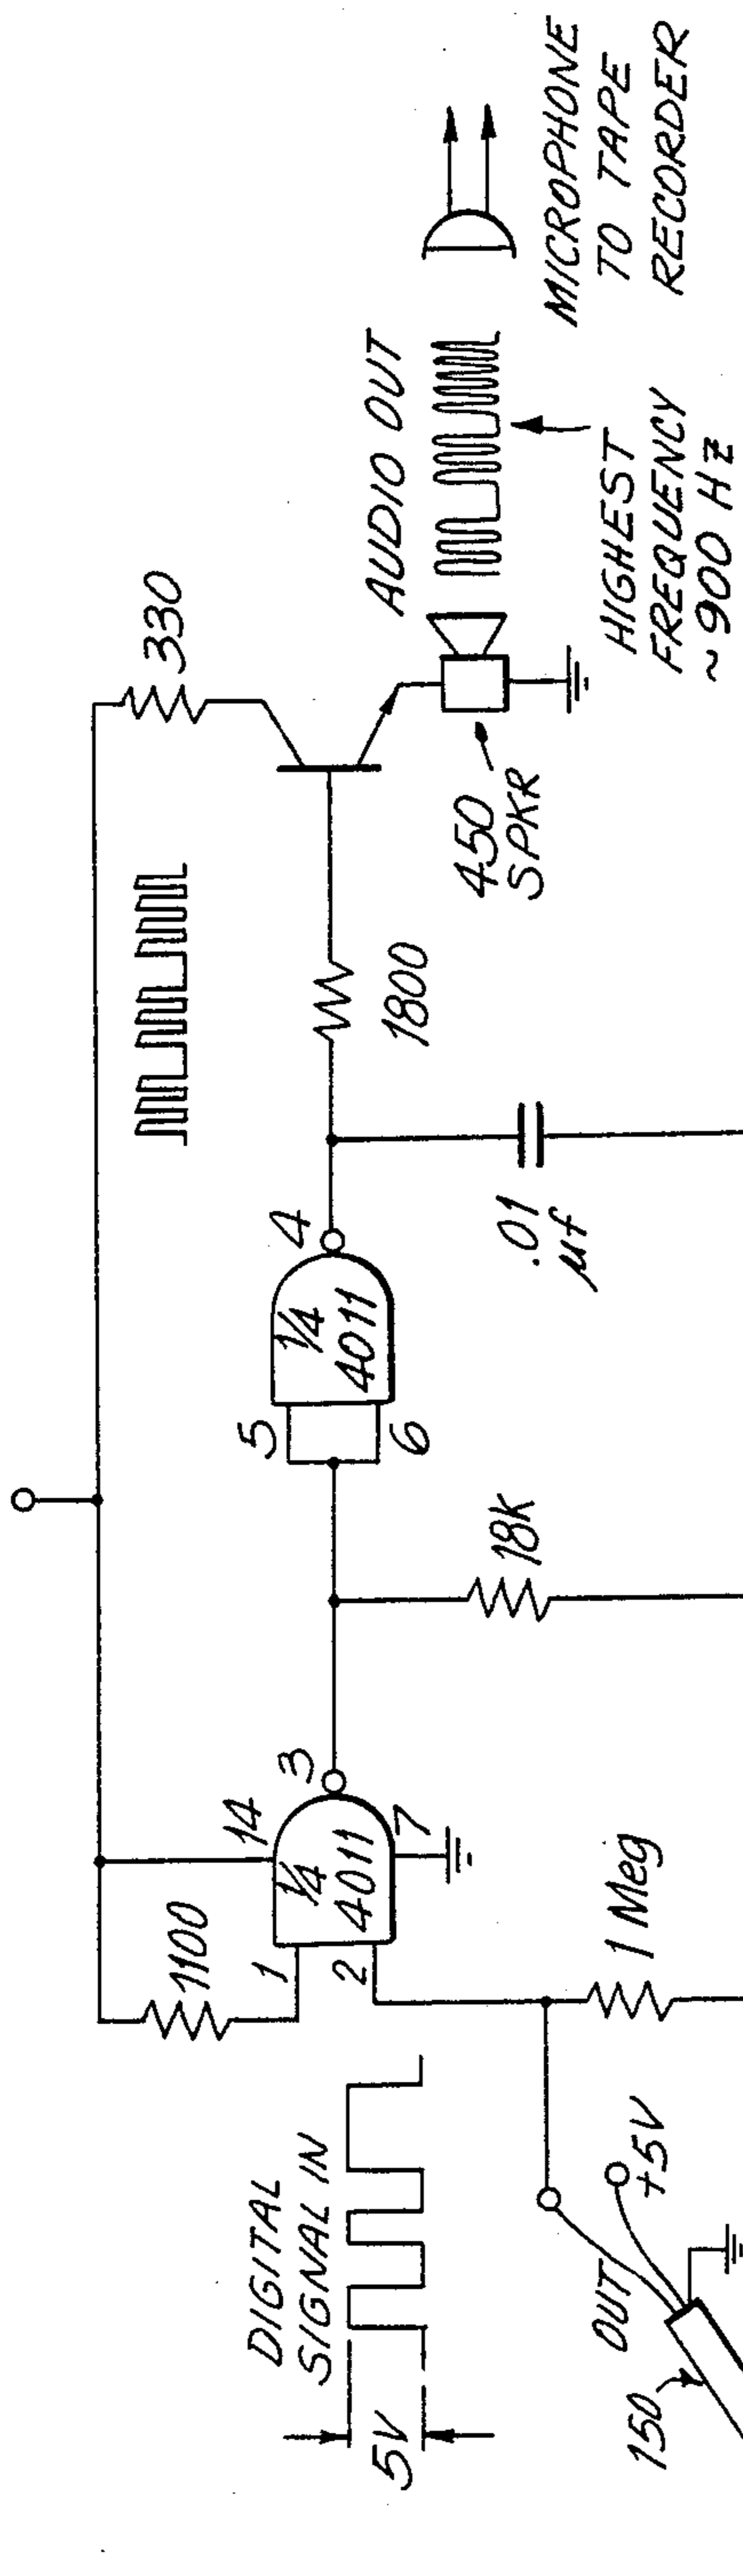 330
1100
14
1
2
3
7
1/4
4011
5
6
4
1/4
4011
1800
18K
.01
µf
1 Meg
450
SPKR
AUDIO OUT
HIGHEST
FREQUENCY
~900 Hz
MICROPHONE
TO TAPE
RECORDER
DIGITAL
SIGNAL IN
5V
OUT
+5V
150